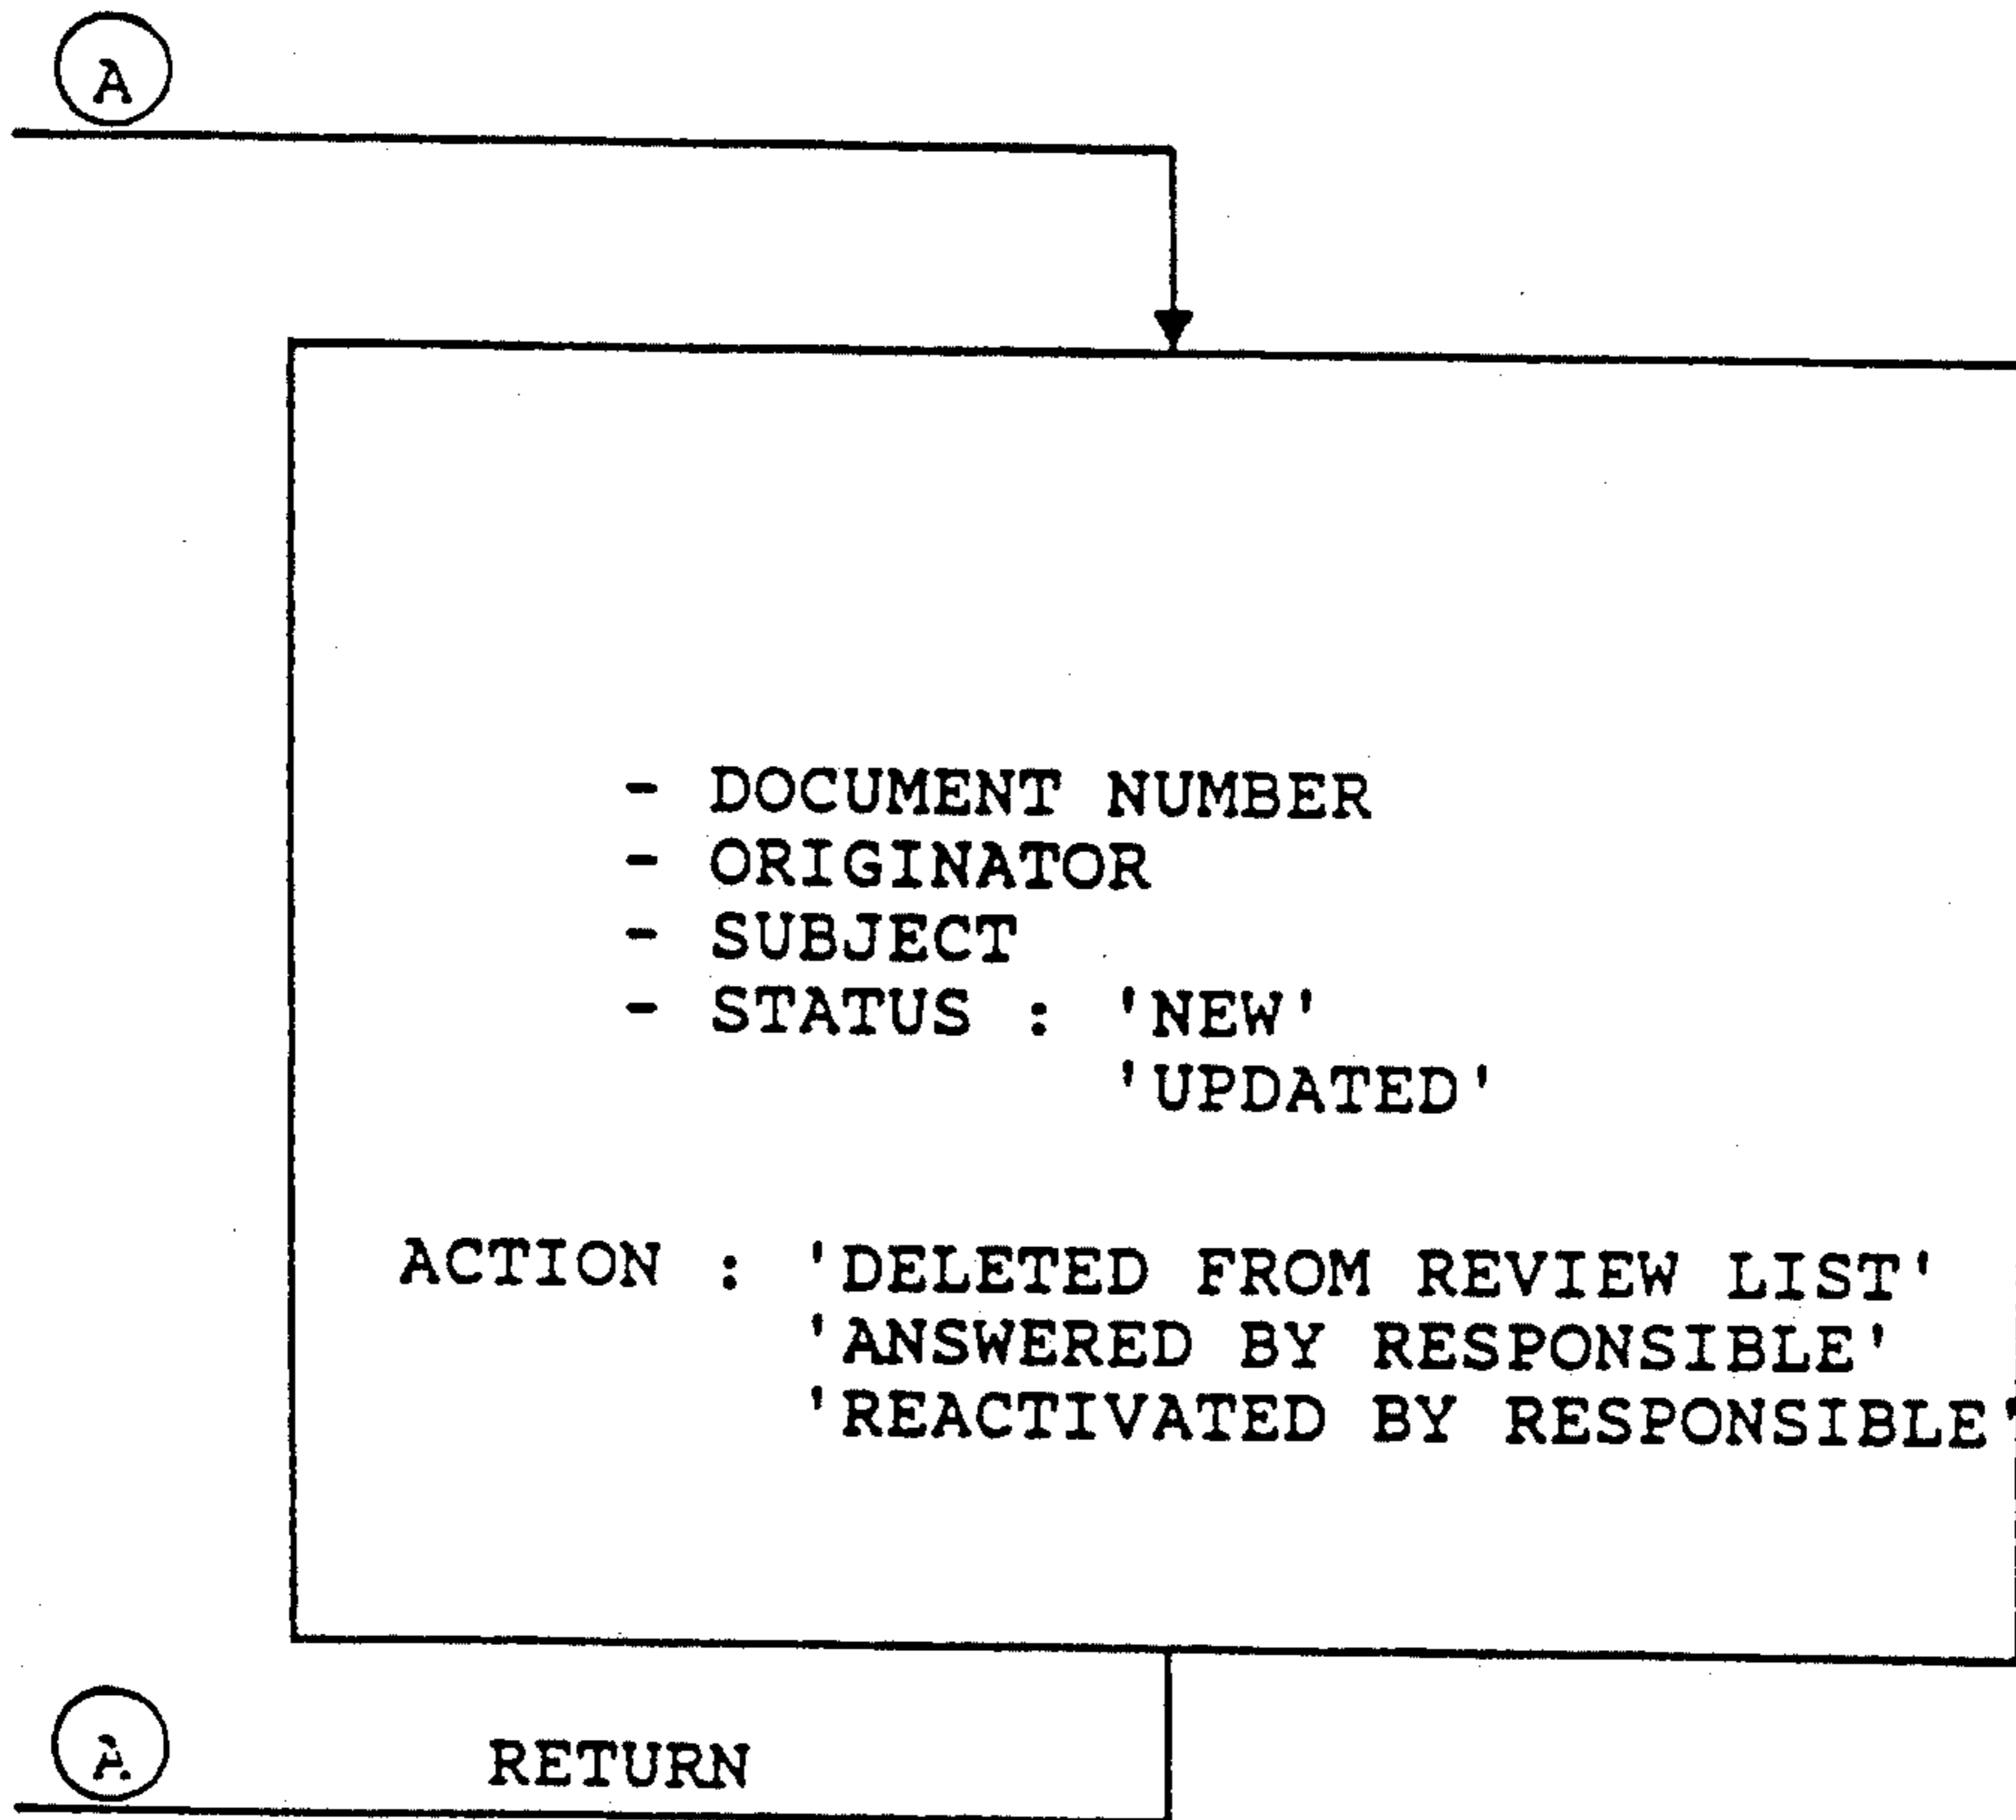 A
- DOCUMENT NUMBER
- ORIGINATOR
- SUBJECT
- STATUS : 'NEW'
'UPDATED'
ACTION : 'DELETED FROM REVIEW LIST'
'ANSWERED BY RESPONSIBLE'
'REACTIVATED BY RESPONSIBLE'
A RETURN